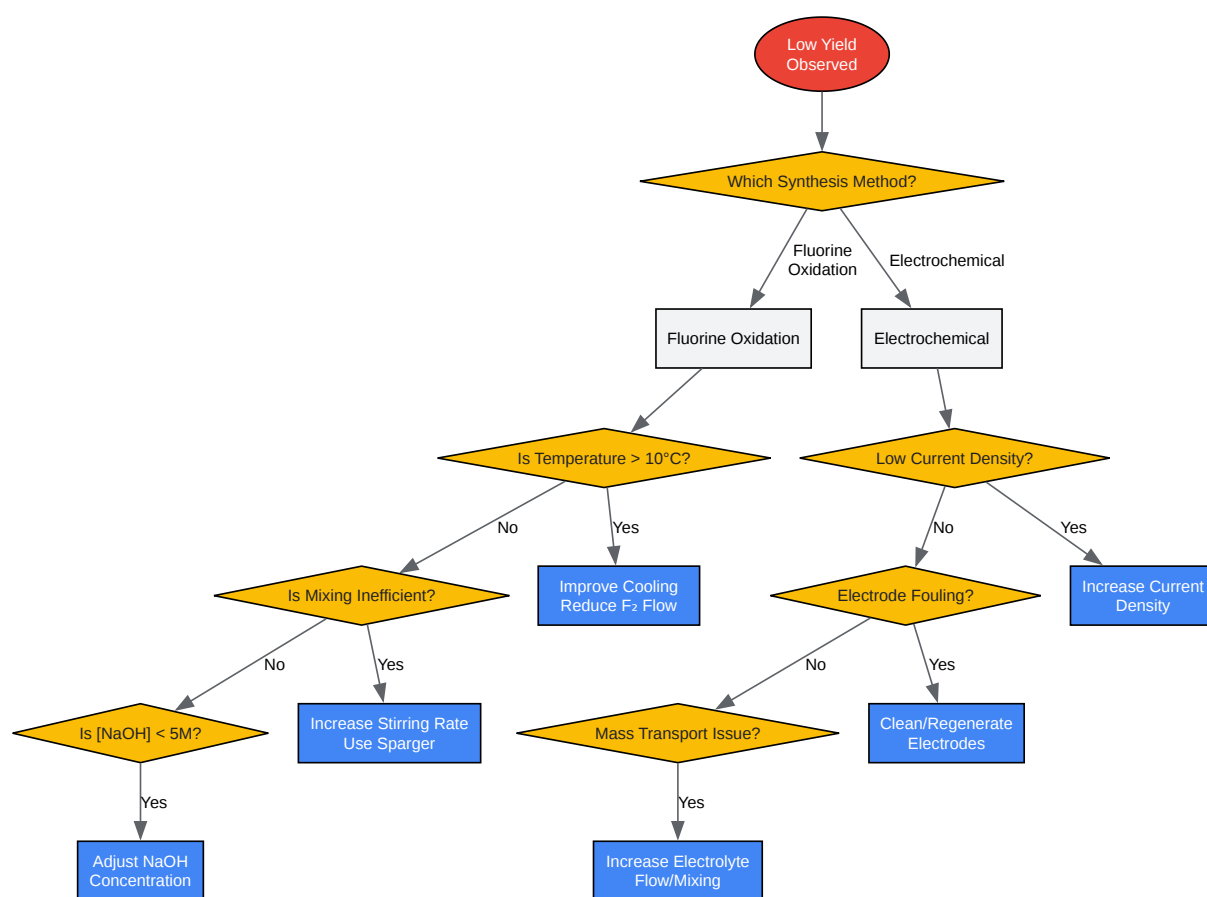 Low Yield
Observed
Which Synthesis Method?
Fluorine
Oxidation
Electrochemical
Fluorine Oxidation
Electrochemical
Is Temperature > 10°C?
Low Current Density?
No
Yes
No
Yes
Is Mixing Inefficient?
Improve Cooling
Reduce F₂ Flow
Electrode Fouling?
Increase Current
Density
No
Yes
No
Yes
Is [NaOH] < 5M?
Increase Stirring Rate
Use Sparger
Mass Transport Issue?
Clean/Regenerate
Electrodes
Yes
Yes
Adjust NaOH
Concentration
Increase Electrolyte
Flow/Mixing